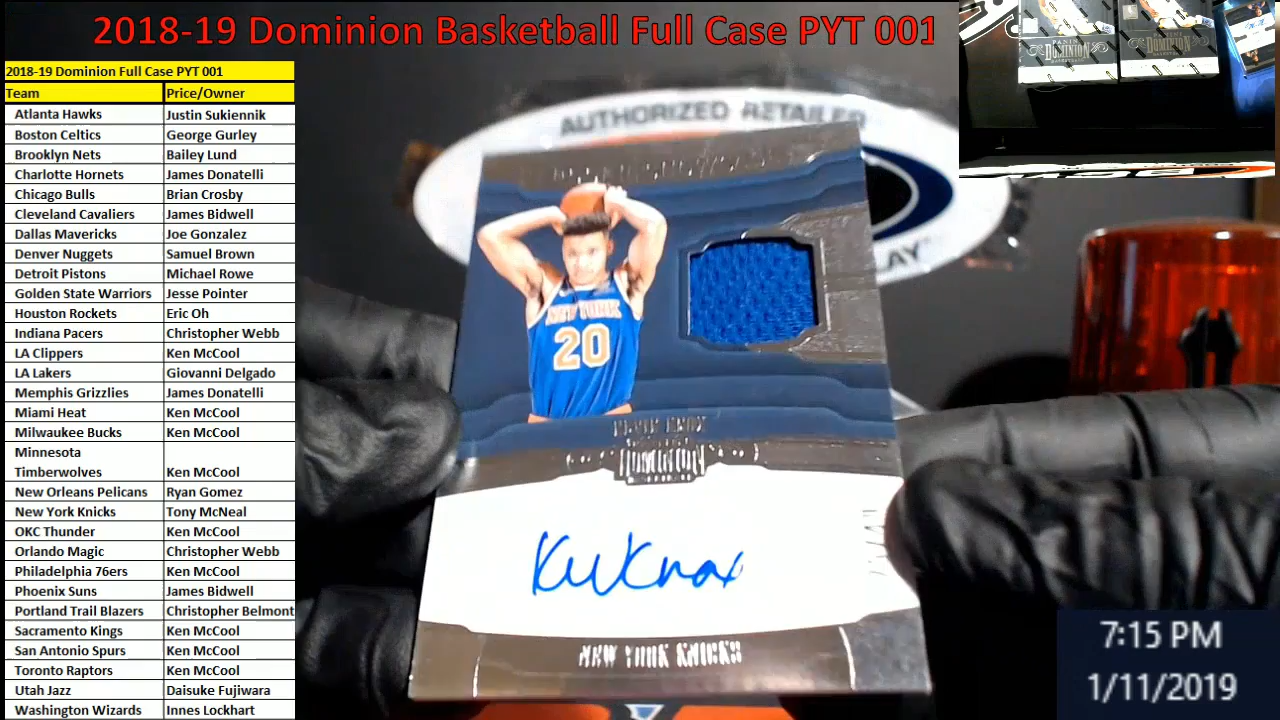 2018-19 Dominion Basketball Full Case PYT 001
2018-19 Dominion Full Case PYT 001
Team Price/Owner
Atlanta Hawks Justin Sukiennik
Boston Celtics George Gurley
Brooklyn Nets Bailey Lund
Charlotte Hornets James Donatelli
Chicago Bulls Brian Crosby
Cleveland Cavaliers James Bidwell
Dallas Mavericks Joe Gonzalez
Denver Nuggets Samuel Brown
Detroit Pistons Michael Rowe
Golden State Warriors Jesse Pointer
Houston Rockets Eric Oh
Indiana Pacers Christopher Webb
LA Clippers Ken McCool
LA Lakers Giovanni Delgado
Memphis Grizzlies James Donatelli
Miami Heat Ken McCool
Milwaukee Bucks Ken McCool
Minnesota
Timberwolves Ken McCool
New Orleans Pelicans Ryan Gomez
New York Knicks Tony McNeal
OKC Thunder Ken McCool
Orlando Magic Christopher Webb
Philadelphia 76ers Ken McCool
Phoenix Suns James Bidwell
Portland Trail Blazers Christopher Belmont
Sacramento Kings Ken McCool
San Antonio Spurs Ken McCool
Toronto Raptors Ken McCool
Utah Jazz Daisuke Fujiwara
Washington Wizards Innes Lockhart
AUTHORIZED RETAILER
LAY
NEW YORK
20
DOMINION
NEW YORK KNICKS
PANINI
DOMINION
DOMINION
7:15 PM
1/11/2019